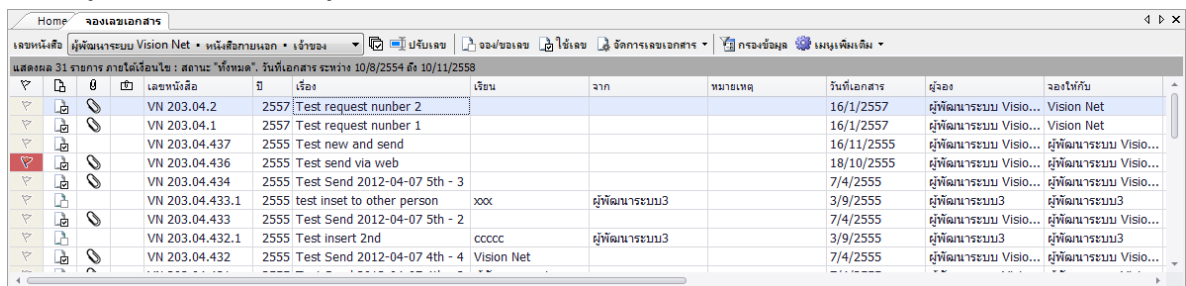 Home จองเลขเอกสาร
เลขหนังสือ ผู้พัฒนาระบบ Vision Net • หนังสือภายนอก • เจ้าของ ปรับเลข จอง/ขอเลข ใช้เลข จัดการเลขเอกสาร กรองข้อมูล เมนูเพิ่มเติม
แสดงผล 31 รายการ ภายใต้เงื่อนไข : สถานะ "ทั้งหมด". วันที่เอกสาร ระหว่าง 10/8/2554 ถึง 10/11/2558
เลขหนังสือ ปี เรื่อง เรียน จาก หมายเหตุ วันที่เอกสาร ผู้จอง จองให้กับ
VN 203.04.2 2557 Test request nunber 2 16/1/2557 ผู้พัฒนาระบบ Visio... Vision Net
VN 203.04.1 2557 Test request nunber 1 16/1/2557 ผู้พัฒนาระบบ Visio... Vision Net
VN 203.04.437 2555 Test new and send 16/11/2555 ผู้พัฒนาระบบ Visio... ผู้พัฒนาระบบ Visio...
VN 203.04.436 2555 Test send via web 18/10/2555 ผู้พัฒนาระบบ Visio... ผู้พัฒนาระบบ Visio...
VN 203.04.434 2555 Test Send 2012-04-07 5th - 3 7/4/2555 ผู้พัฒนาระบบ Visio... ผู้พัฒนาระบบ Visio...
VN 203.04.433.1 2555 test inset to other person xxx ผู้พัฒนาระบบ3 3/9/2555 ผู้พัฒนาระบบ3 ผู้พัฒนาระบบ3
VN 203.04.433 2555 Test Send 2012-04-07 5th - 2 7/4/2555 ผู้พัฒนาระบบ Visio... ผู้พัฒนาระบบ Visio...
VN 203.04.432.1 2555 Test insert 2nd ccccc ผู้พัฒนาระบบ3 3/9/2555 ผู้พัฒนาระบบ3 ผู้พัฒนาระบบ3
VN 203.04.432 2555 Test Send 2012-04-07 4th - 4 Vision Net 7/4/2555 ผู้พัฒนาระบบ Visio... ผู้พัฒนาระบบ Visio...